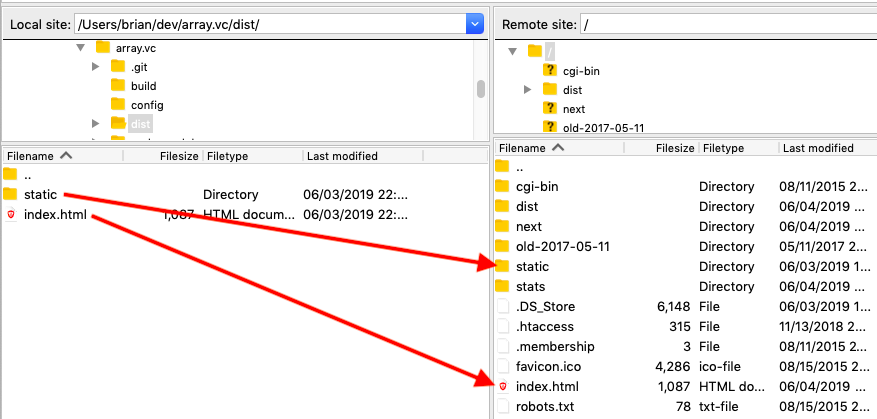 Local site: /Users/brian/dev/array.vc/dist/
array.vc
.git
build
config
dist
Filename Filesize Filetype Last modified
..
static Directory 06/03/2019 22:...
index.html 1,087 HTML docum... 06/03/2019 22:...
Remote site: /
/
? cgi-bin
dist
? next
? old-2017-05-11
Filename Filesize Filetype Last modified
..
cgi-bin Directory 08/11/2015 2...
dist Directory 06/04/2019 ...
next Directory 06/04/2019 ...
old-2017-05-11 Directory 05/11/2017 2...
static Directory 06/03/2019 1...
stats Directory 06/04/2019 ...
.DS_Store 6,148 File 06/03/2019 1...
.htaccess 315 File 11/13/2018 2...
.membership 3 File 08/11/2015 2...
favicon.ico 4,286 ico-file 08/15/2015 2...
index.html 1,087 HTML do... 06/04/2019 ...
robots.txt 78 txt-file 08/15/2015 2...